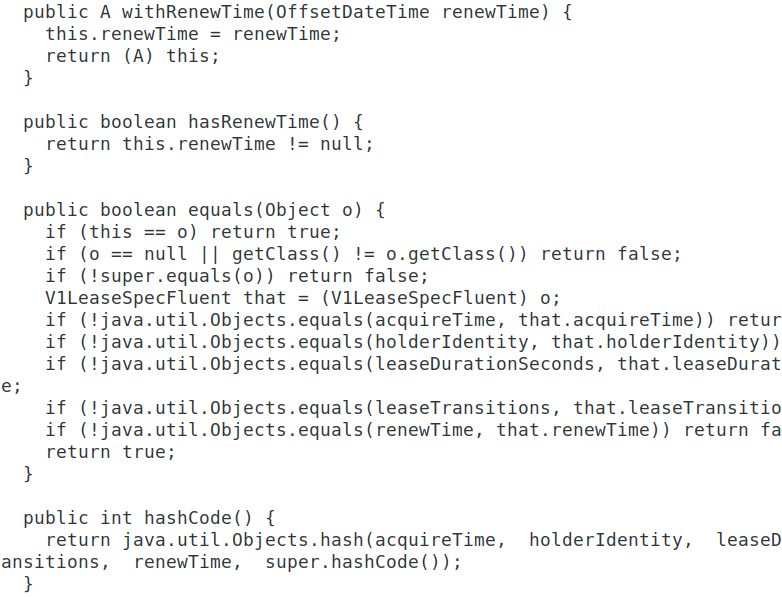 public A withRenewTime(OffsetDateTime renewTime) {
    this.renewTime = renewTime;
    return (A) this;
  }

  public boolean hasRenewTime() {
    return this.renewTime != null;
  }

  public boolean equals(Object o) {
    if (this == o) return true;
    if (o == null || getClass() != o.getClass()) return false;
    if (!super.equals(o)) return false;
    V1LeaseSpecFluent that = (V1LeaseSpecFluent) o;
    if (!java.util.Objects.equals(acquireTime, that.acquireTime)) retur
    if (!java.util.Objects.equals(holderIdentity, that.holderIdentity))
    if (!java.util.Objects.equals(leaseDurationSeconds, that.leaseDurat
e;
    if (!java.util.Objects.equals(leaseTransitions, that.leaseTransitio
    if (!java.util.Objects.equals(renewTime, that.renewTime)) return fa
    return true;
  }

  public int hashCode() {
    return java.util.Objects.hash(acquireTime,  holderIdentity,  leaseD
ansitions,  renewTime,  super.hashCode());
  }